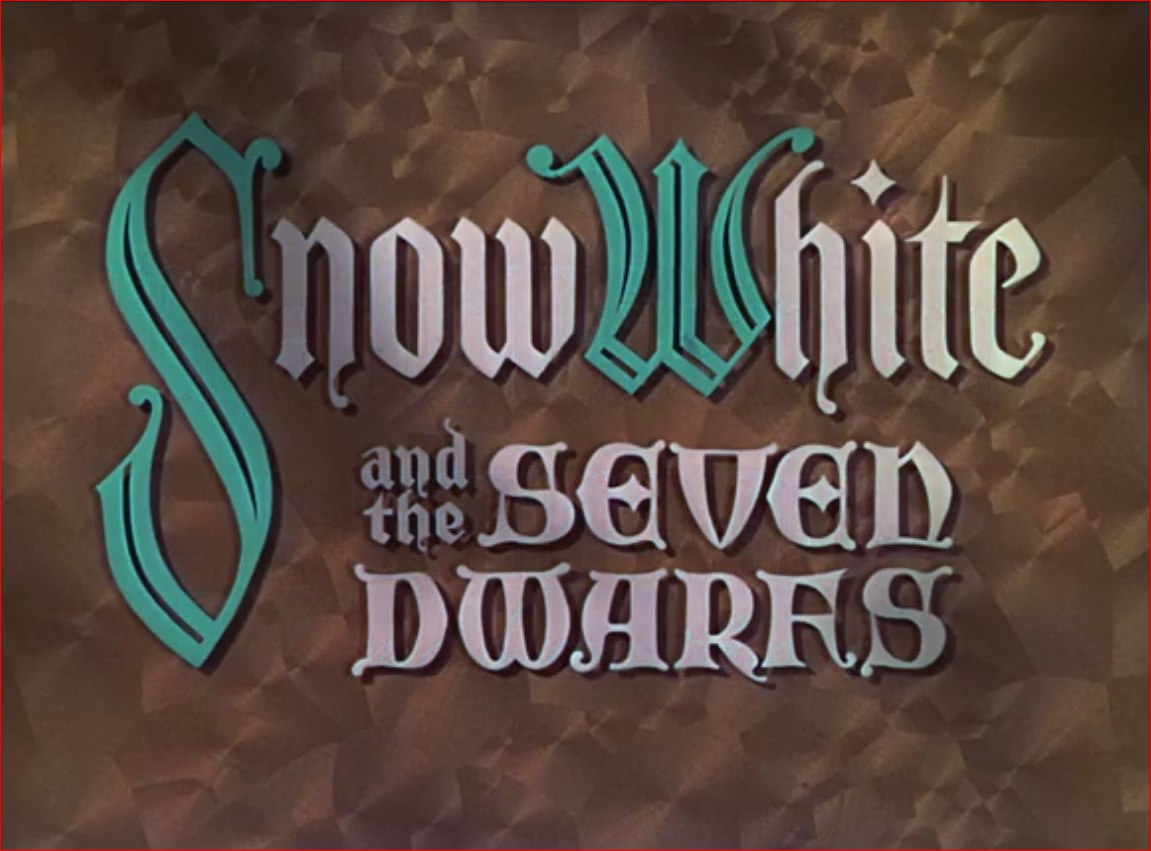 Snow White
and
the SEVEN
DWARFS